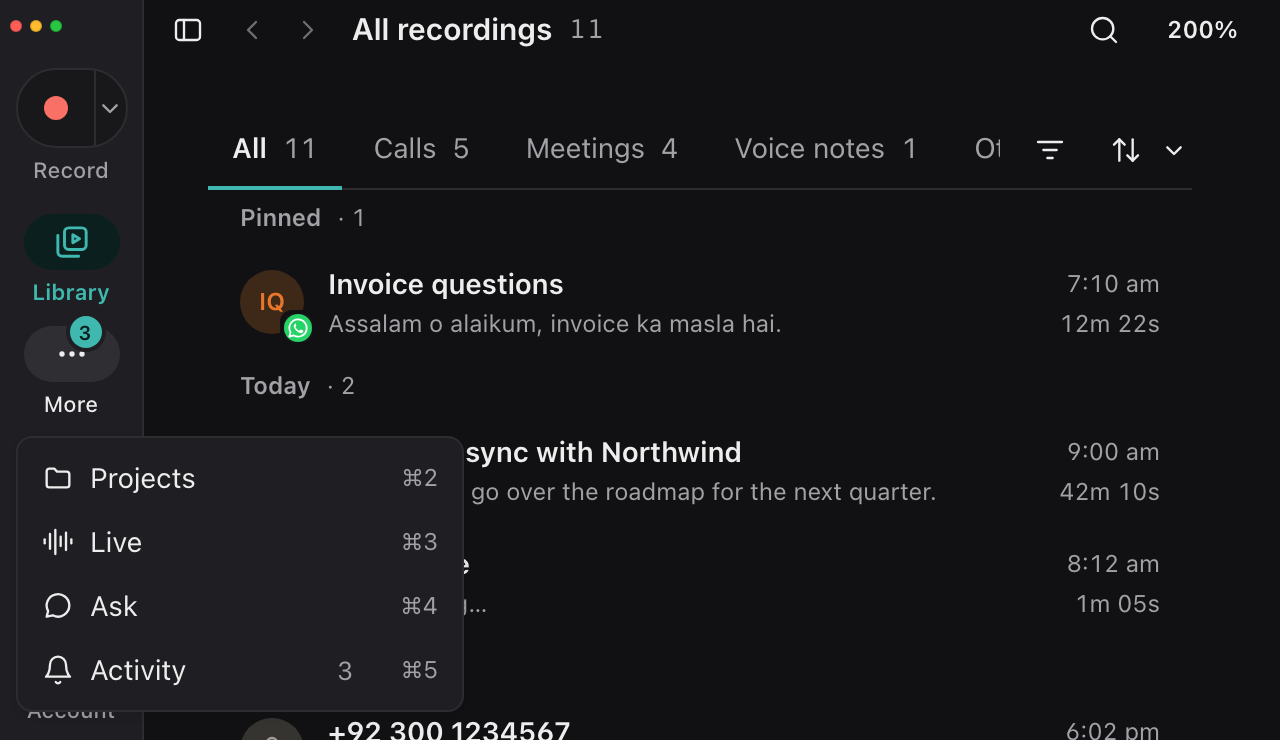 All recordings 11
200%
Record
Library
3
More
All 11 Calls 5 Meetings 4 Voice notes 1
Pinned · 1
IQ
Invoice questions 7:10 am
Assalam o alaikum, invoice ka masla hai. 12m 22s
Today · 2
sync with Northwind 9:00 am
go over the roadmap for the next quarter. 42m 10s
8:12 am
1m 05s
Projects ⌘2
Live ⌘3
Ask ⌘4
Activity 3 ⌘5
Account
+92 300 1234567 6:02 pm